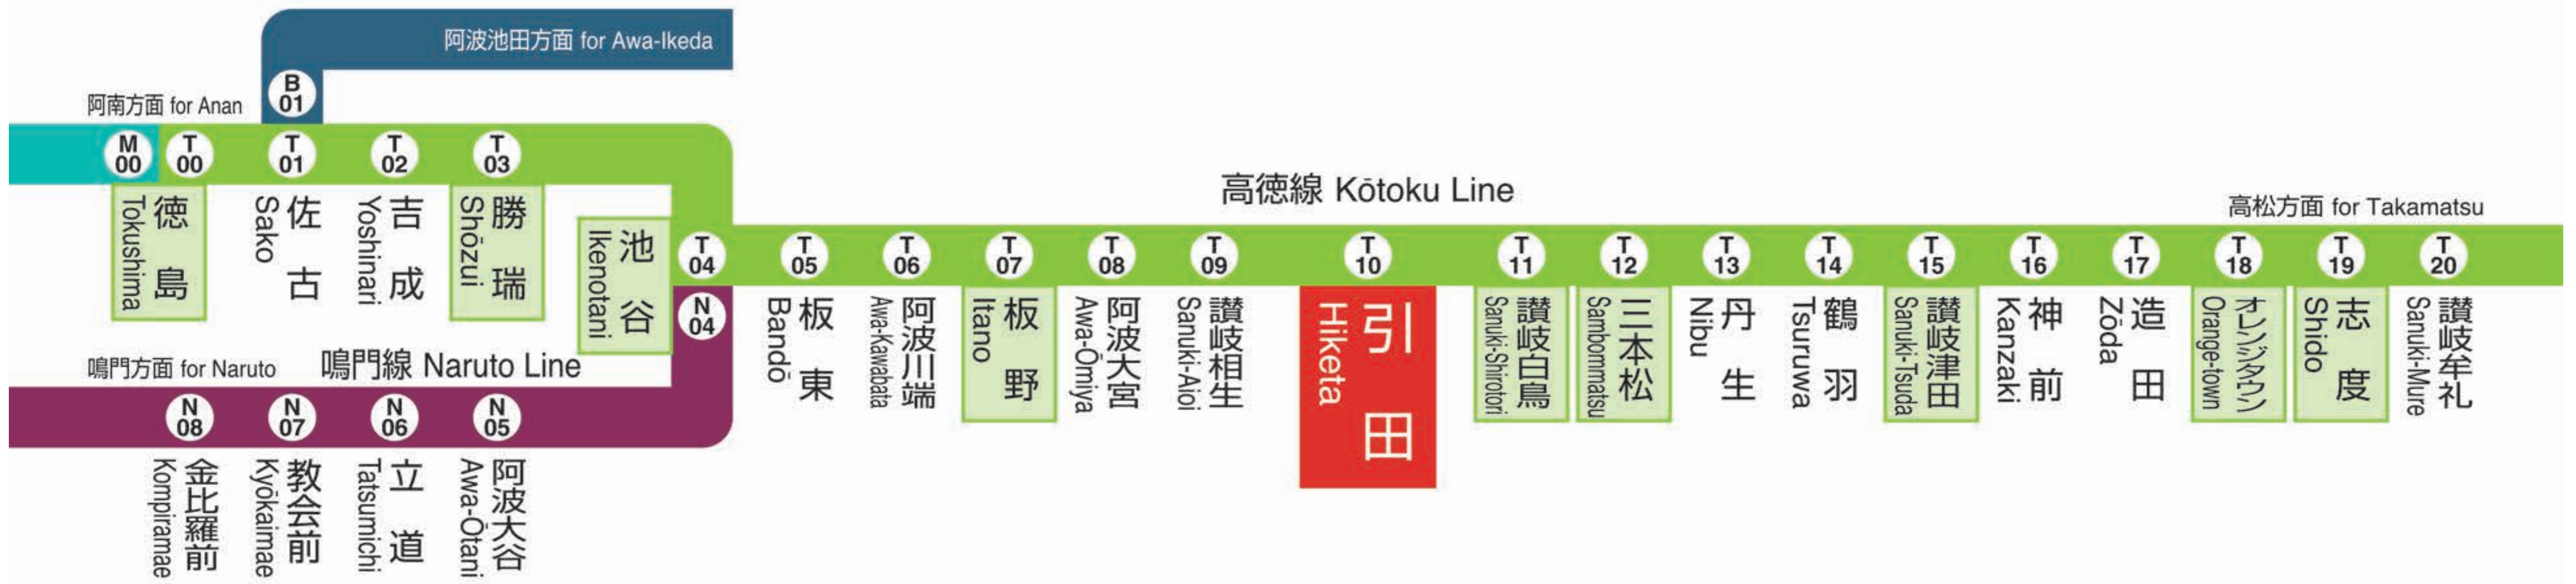 阿波池田方面 for Awa-Ikeda
B 01
阿南方面 for Anan
M 00
T 00
T 01
T 02
T 03
徳島 Tokushima
佐古 Sako
吉成 Yoshinari
勝瑞 Shōzui
池谷 Ikenotani
高徳線 Kōtoku Line
高松方面 for Takamatsu
T 04
T 05
T 06
T 07
T 08
T 09
T 10
T 11
T 12
T 13
T 14
T 15
T 16
T 17
T 18
T 19
T 20
N 04
板東 Bandō
阿波川端 Awa-Kawabata
板野 Itano
阿波大宮 Awa-Ōmiya
讃岐相生 Sanuki-Aioi
引田 Hiketa
讃岐白鳥 Sanuki-Shirotori
三本松 Sambommatsu
丹生 Nibu
鶴羽 Tsuruwa
讃岐津田 Sanuki-Tsuda
神前 Kanzaki
造田 Zōda
オレンジタウン Orange-town
志度 Shido
讃岐牟礼 Sanuki-Mure
鳴門方面 for Naruto
鳴門線 Naruto Line
N 08
N 07
N 06
N 05
金比羅前 Kompiramae
教会前 Kyōkaimae
立道 Tatsumichi
阿波大谷 Awa-Ōtani